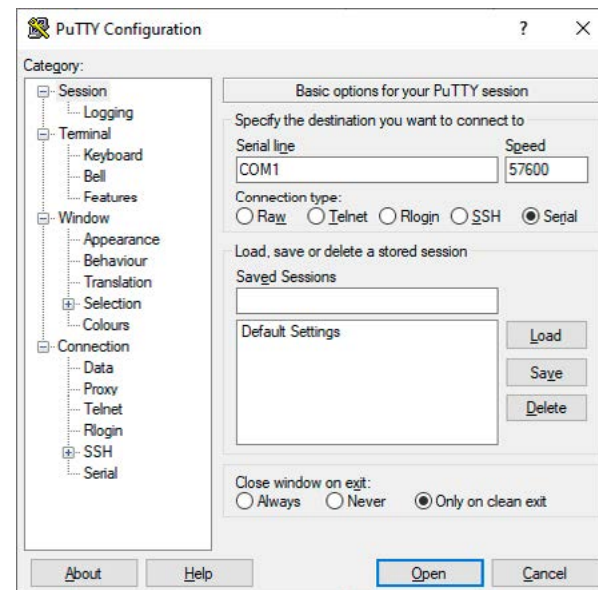 PuTTY Configuration ? ×
Category:
Session
Logging
Terminal
Keyboard
Bell
Features
Window
Appearance
Behaviour
Translation
Selection
Colours
Connection
Data
Proxy
Telnet
Rlogin
SSH
Serial
Basic options for your PuTTY session
Specify the destination you want to connect to
Serial line Speed
COM1 57600
Connection type:
Raw Telnet Rlogin SSH Serial
Load, save or delete a stored session
Saved Sessions
Default Settings
Load
Save
Delete
Close window on exit:
Always Never Only on clean exit
About Help Open Cancel